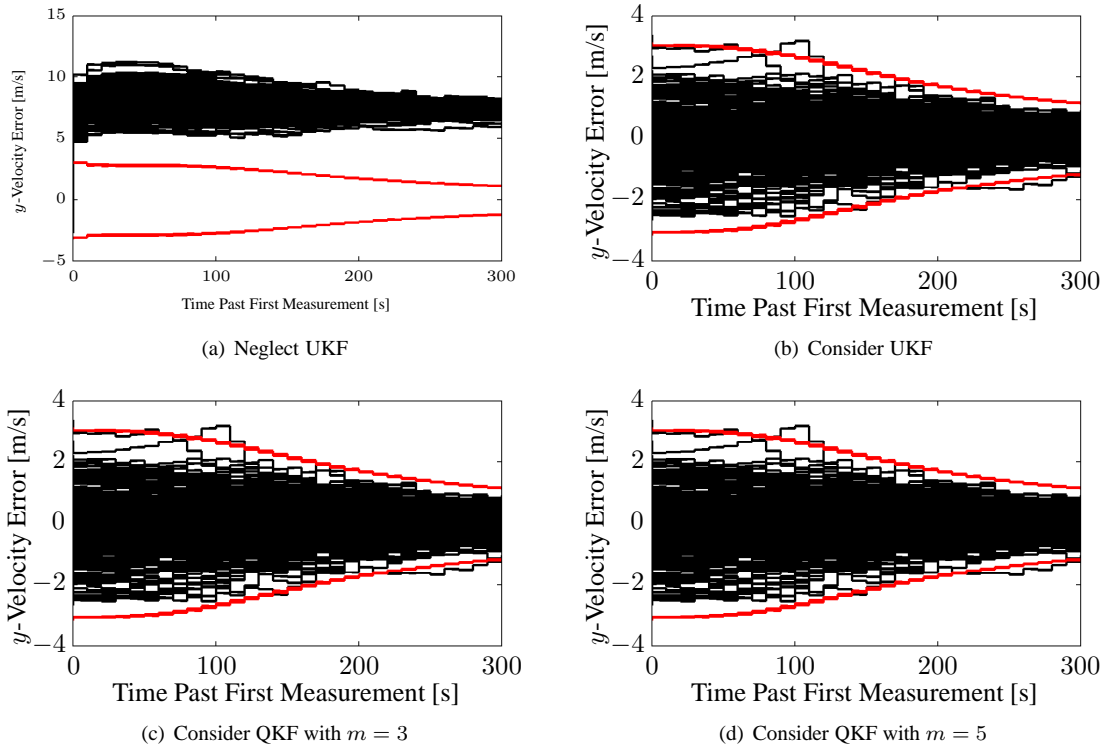 15
10
5
0
−5
0 100 200 300
y-Velocity Error [m/s]
Time Past First Measurement [s]
(a) Neglect UKF
4
2
0
−2
−4
0 100 200 300
y-Velocity Error [m/s]
Time Past First Measurement [s]
(b) Consider UKF
4
2
0
−2
−4
0 100 200 300
y-Velocity Error [m/s]
Time Past First Measurement [s]
(c) Consider QKF with m = 3
4
2
0
−2
−4
0 100 200 300
y-Velocity Error [m/s]
Time Past First Measurement [s]
(d) Consider QKF with m = 5